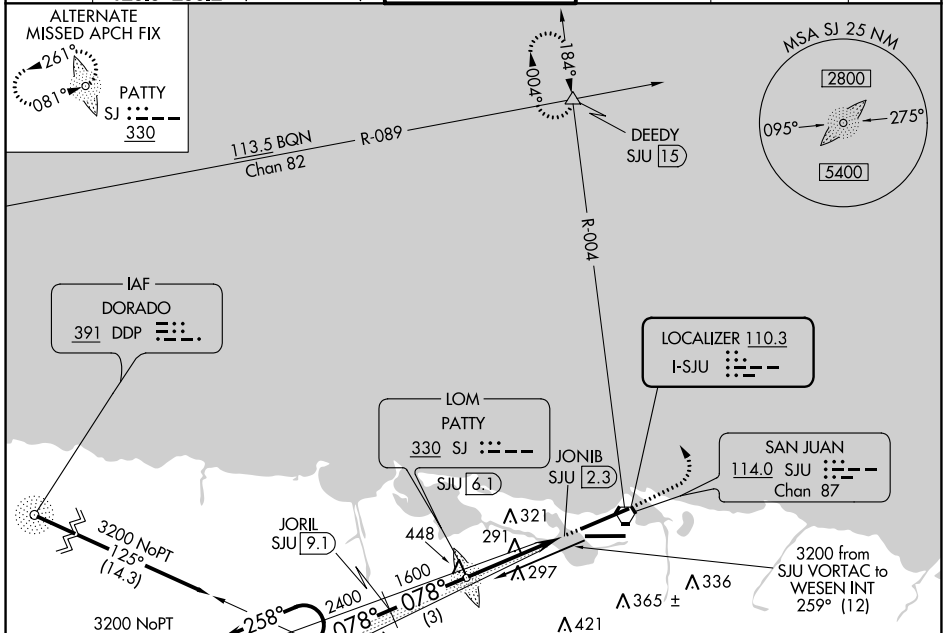 ALTERNATE
MISSED APCH FIX
261°
081°
PATTY
SJ
330
184°
004°
DEEDY
SJU 15
113.5 BQN
R-089
Chan 82
MSA SJ 25 NM
2800
095°
275°
5400
R-004
IAF
DORADO
391 DDP
LOCALIZER 110.3
I-SJU
LOM
PATTY
330 SJ
SJU 6.1
JONIB
SJU 2.3
SAN JUAN
114.0 SJU
Chan 87
3200 NoPT
125°
(14.3)
JORIL
SJU 9.1
448
321
291
297
336
365 ±
421
1600
2400
078°
078°
(3)
258°
3200 NoPT
3200 from
SJU VORTAC to
WESEN INT
259° (12)